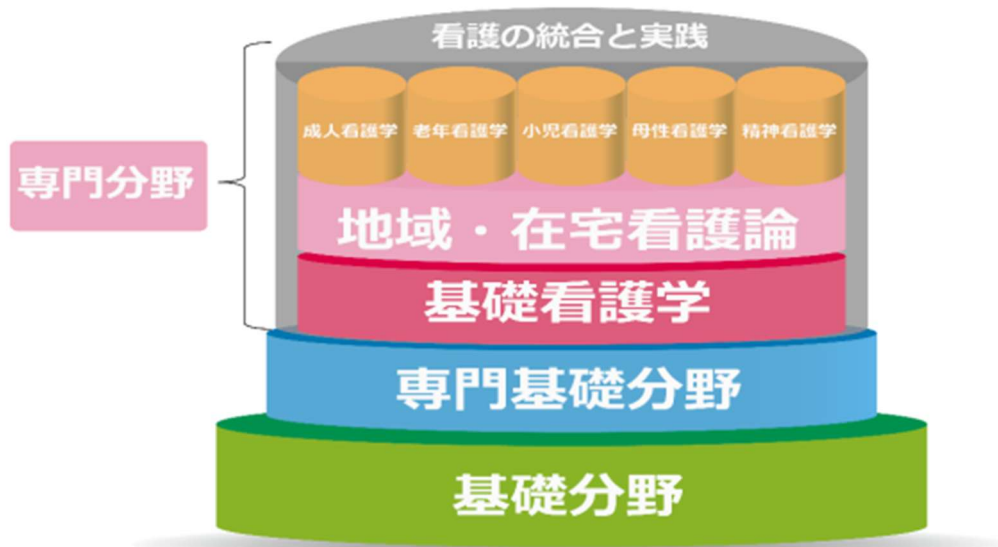 看護の統合と実践
成人看護学 老年看護学 小児看護学 母性看護学 精神看護学
専門分野
地域・在宅看護論
基礎看護学
専門基礎分野
基礎分野